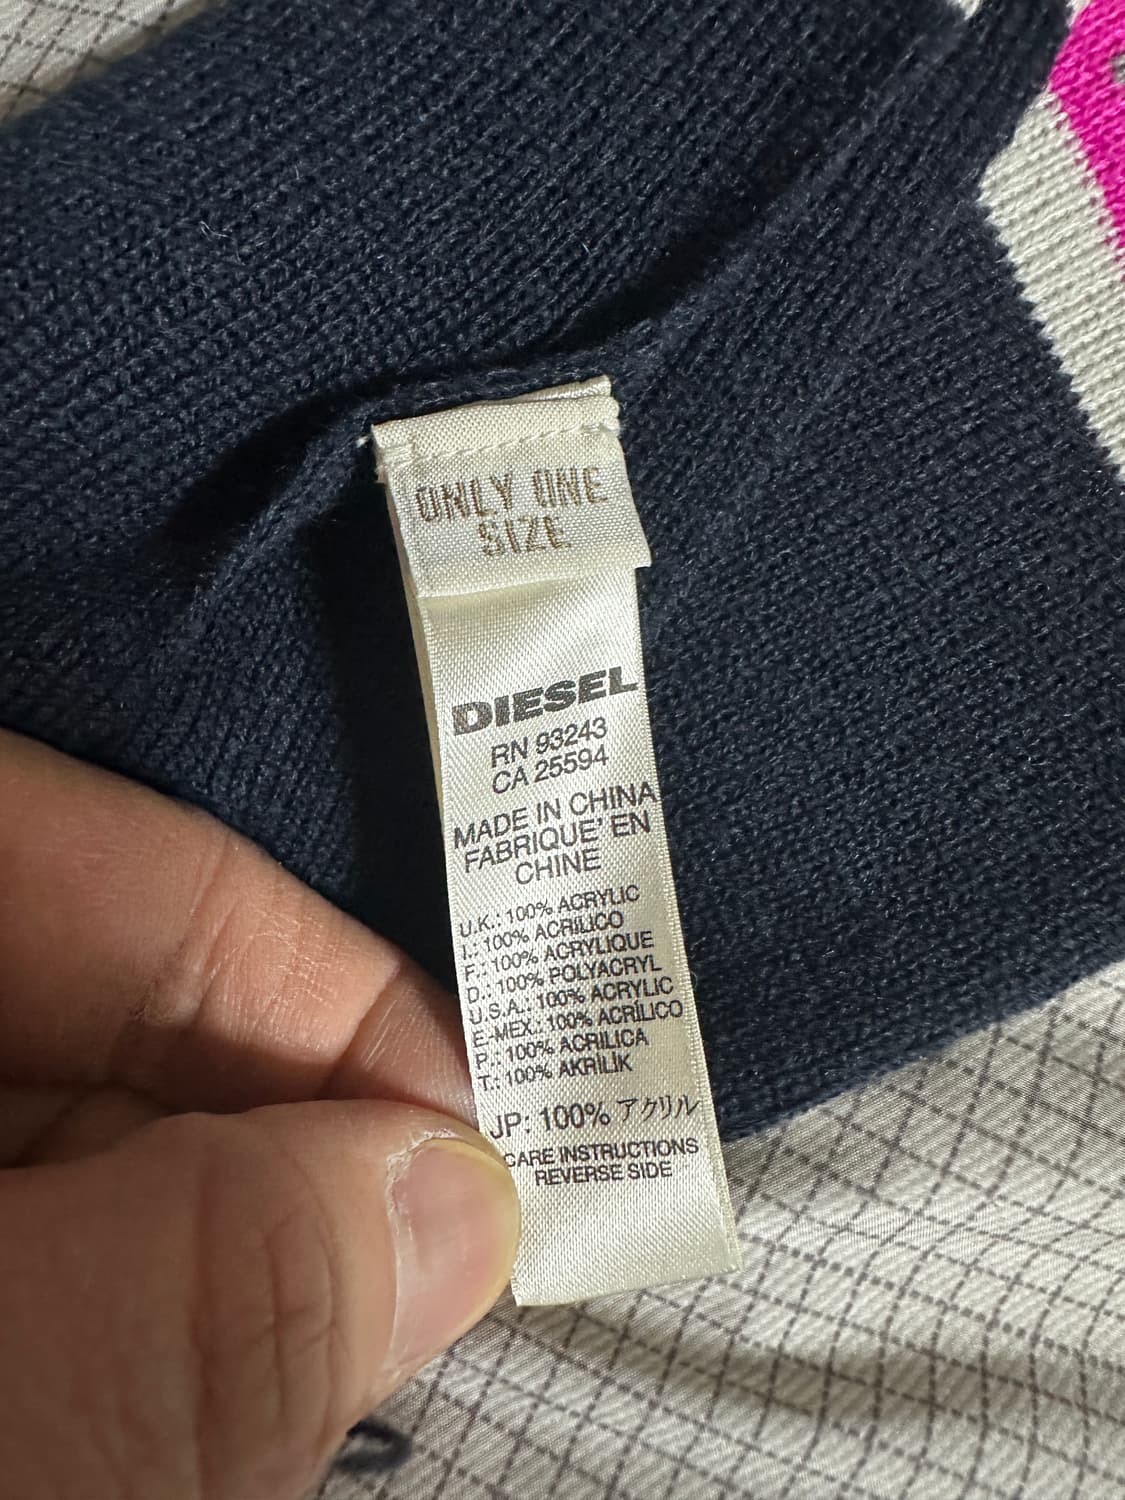 ONLY ONE
SIZE
DIESEL
RN 93243
CA 25594
MADE IN CHINA
FABRIQUE' EN
CHINE
U.K.: 100% ACRYLIC
I.: 100% ACRILICO
F.: 100% ACRYLIQUE
D.: 100% POLYACRYL
U.S.A.: 100% ACRYLIC
E-MEX.: 100% ACRÍLICO
P.: 100% ACRILICA
T.: 100% AKRİLİK
JP: 100% アクリル
CARE INSTRUCTIONS
REVERSE SIDE